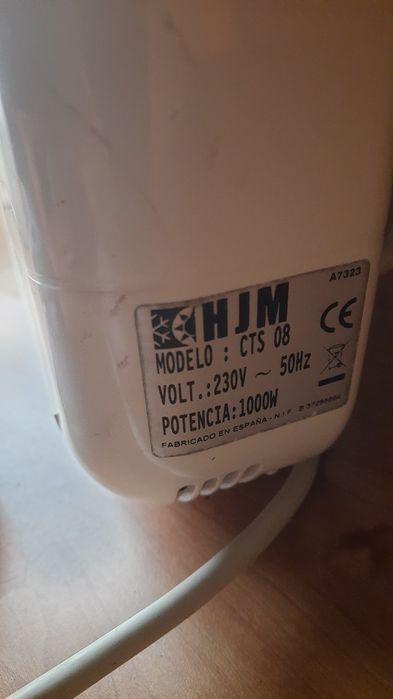 A7323
HJM
CE
MODELO : CTS 08
VOLT.:230V ~ 50Hz
POTENCIA:1000W
FABRICADO EN ESPAÑA - N.I.F.